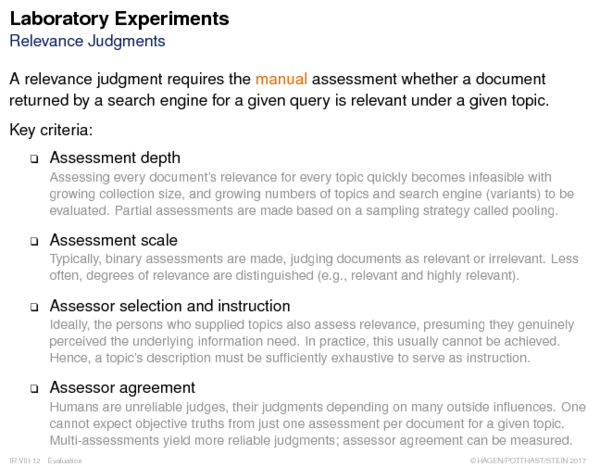 Laboratory Experiments
Relevance Judgments
A relevance judgment requires the manual assessment whether a document
returned by a search engine for a given query is relevant under a given topic.
Key criteria:
❑ Assessment depth
Assessing every document's relevance for every topic quickly becomes infeasible with
growing collection size, and growing numbers of topics and search engine (variants) to be
evaluated. Partial assessments are made based on a sampling strategy called pooling.
❑ Assessment scale
Typically, binary assessments are made, judging documents as relevant or irrelevant. Less
often, degrees of relevance are distinguished (e.g., relevant and highly relevant).
❑ Assessor selection and instruction
Ideally, the persons who supplied topics also assess relevance, presuming they genuinely
perceived the underlying information need. In practice, this usually cannot be achieved.
Hence, a topic's description must be sufficiently exhaustive to serve as instruction.
❑ Assessor agreement
Humans are unreliable judges, their judgments depending on many outside influences. One
cannot expect objective truths from just one assessment per document for a given topic.
Multi-assessments yield more reliable judgments; assessor agreement can be measured.
IR:VIII-12 Evaluation ©HAGEN/POTTHAST/STEIN 2017